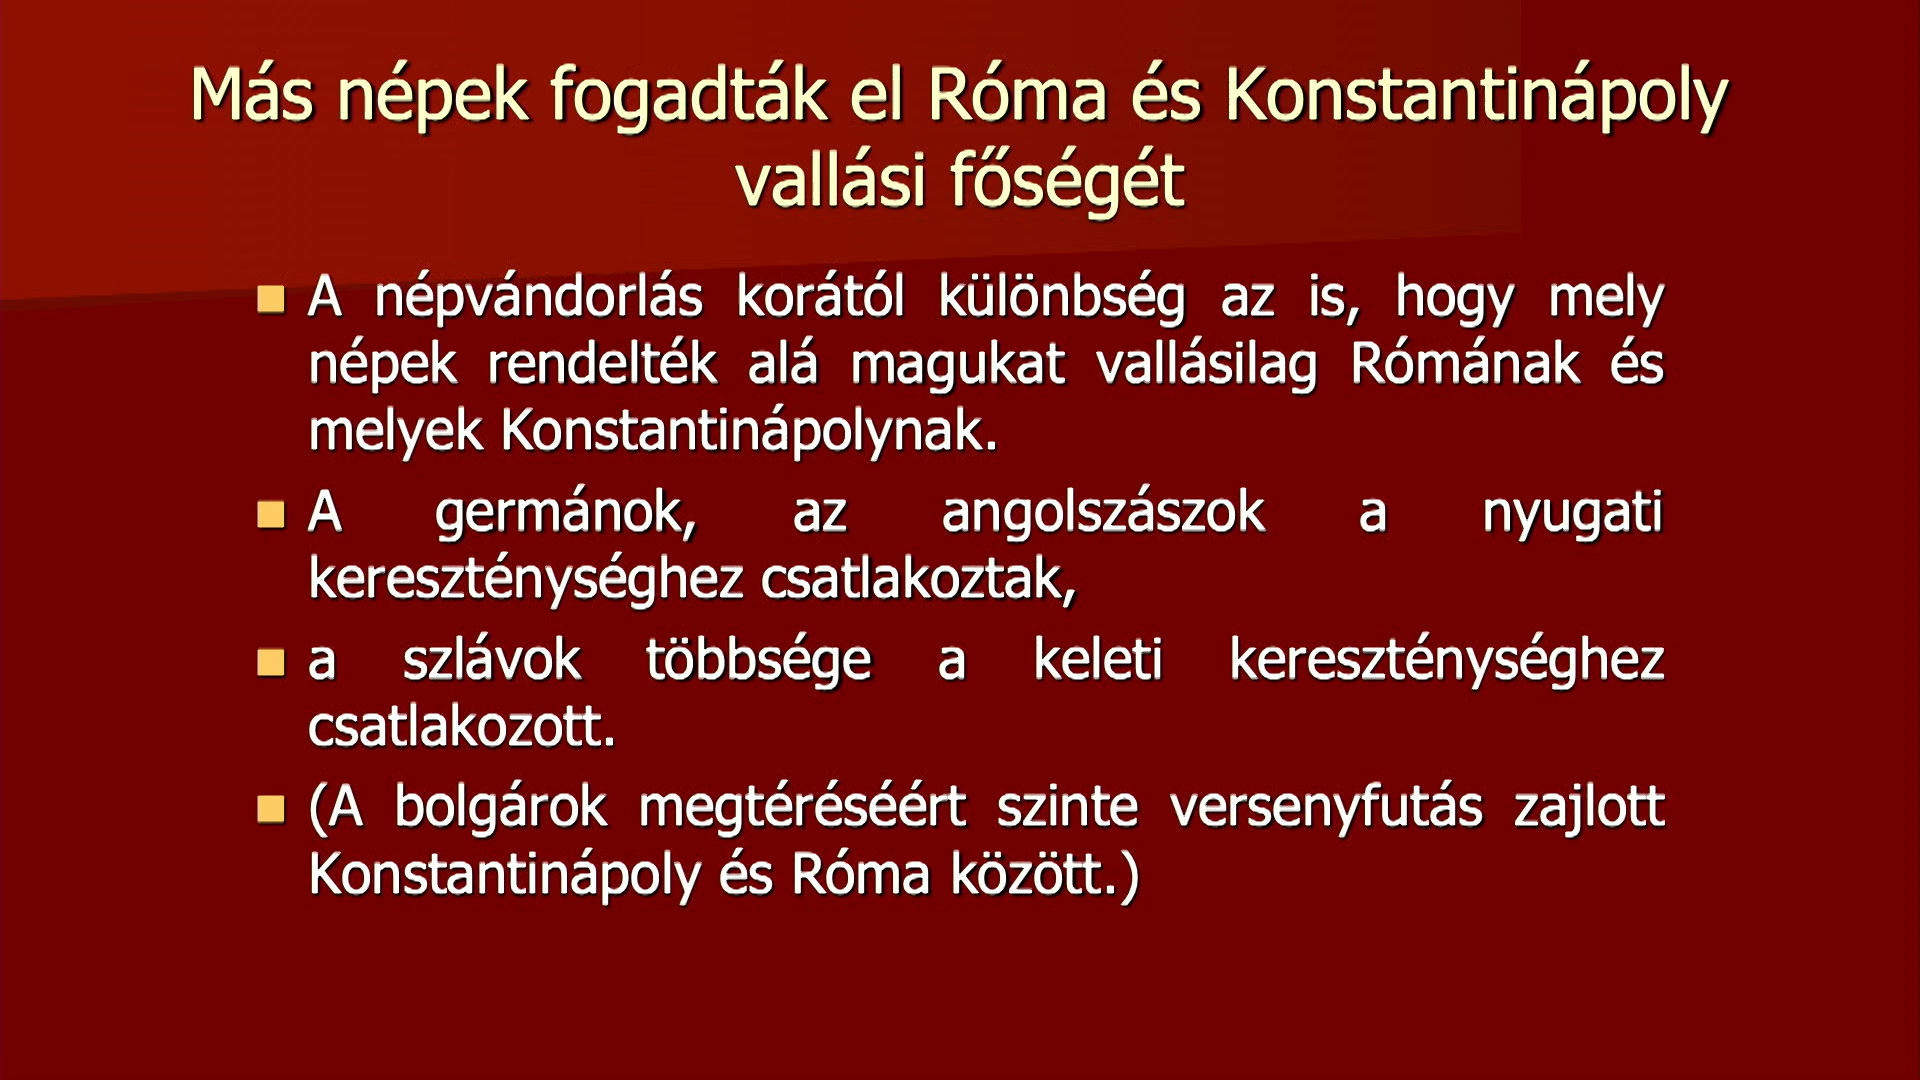 Más népek fogadták el Róma és Konstantinápoly
vallási főségét
A népvándorlás korától különbség az is, hogy mely
népek rendelték alá magukat vallásilag Rómának és
melyek Konstantinápolynak.
A germánok, az angolszászok a nyugati
kereszténységhez csatlakoztak,
a szlávok többsége a keleti kereszténységhez
csatlakozott.
(A bolgárok megtéréséért szinte versenyfutás zajlott
Konstantinápoly és Róma között.)